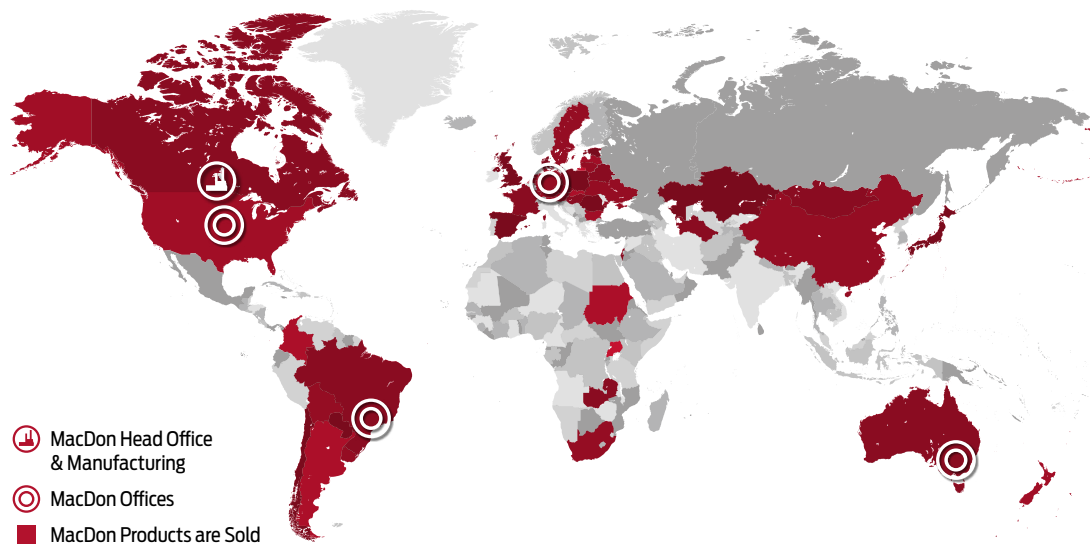 MacDon Head Office
& Manufacturing
MacDon Offices
MacDon Products are Sold